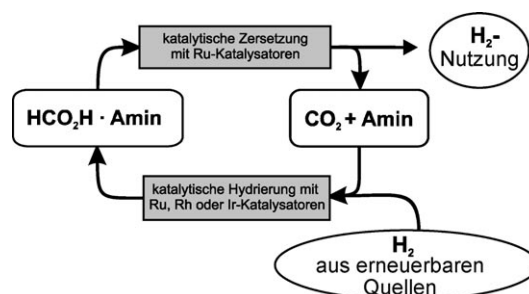 katalytische Zersetzung
mit Ru-Katalysatoren
H₂-
Nutzung
HCO₂H · Amin
CO₂ + Amin
katalytische Hydrierung mit
Ru, Rh oder Ir-Katalysatoren
H₂
aus erneuerbaren
Quellen